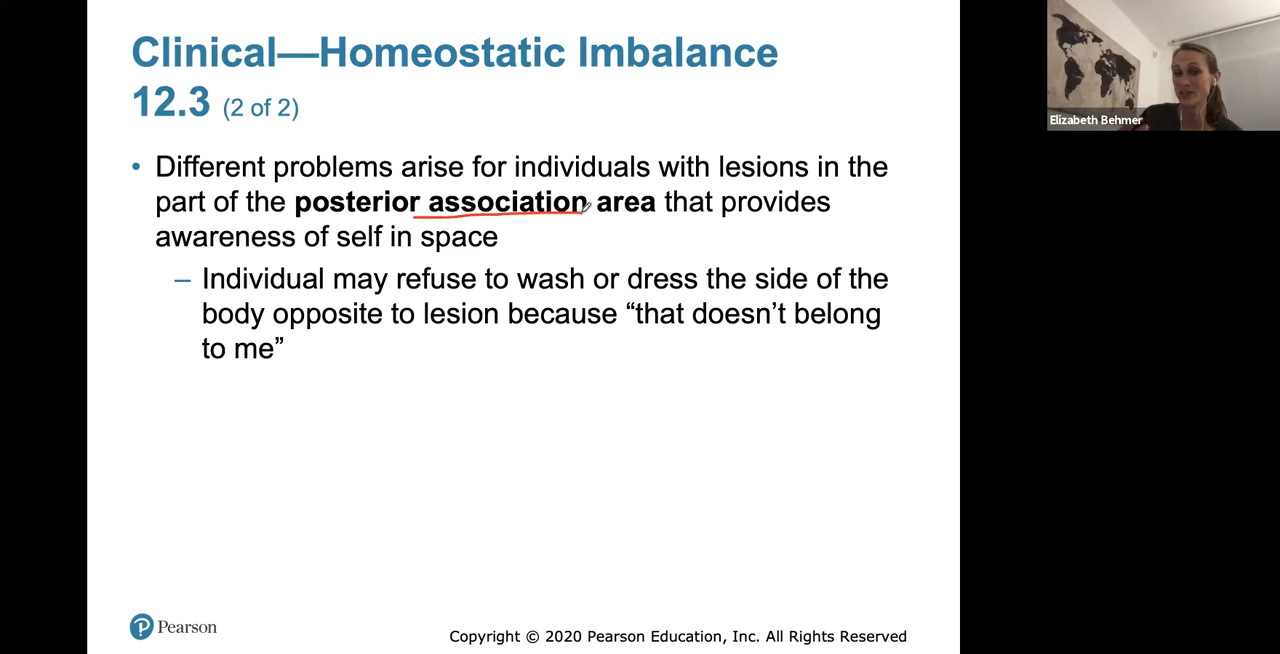 Clinical—Homeostatic Imbalance
12.3 (2 of 2)
• Different problems arise for individuals with lesions in the
part of the posterior association area that provides
awareness of self in space
– Individual may refuse to wash or dress the side of the
body opposite to lesion because “that doesn’t belong
to me”
Pearson
Copyright © 2020 Pearson Education, Inc. All Rights Reserved
Elizabeth Behmer